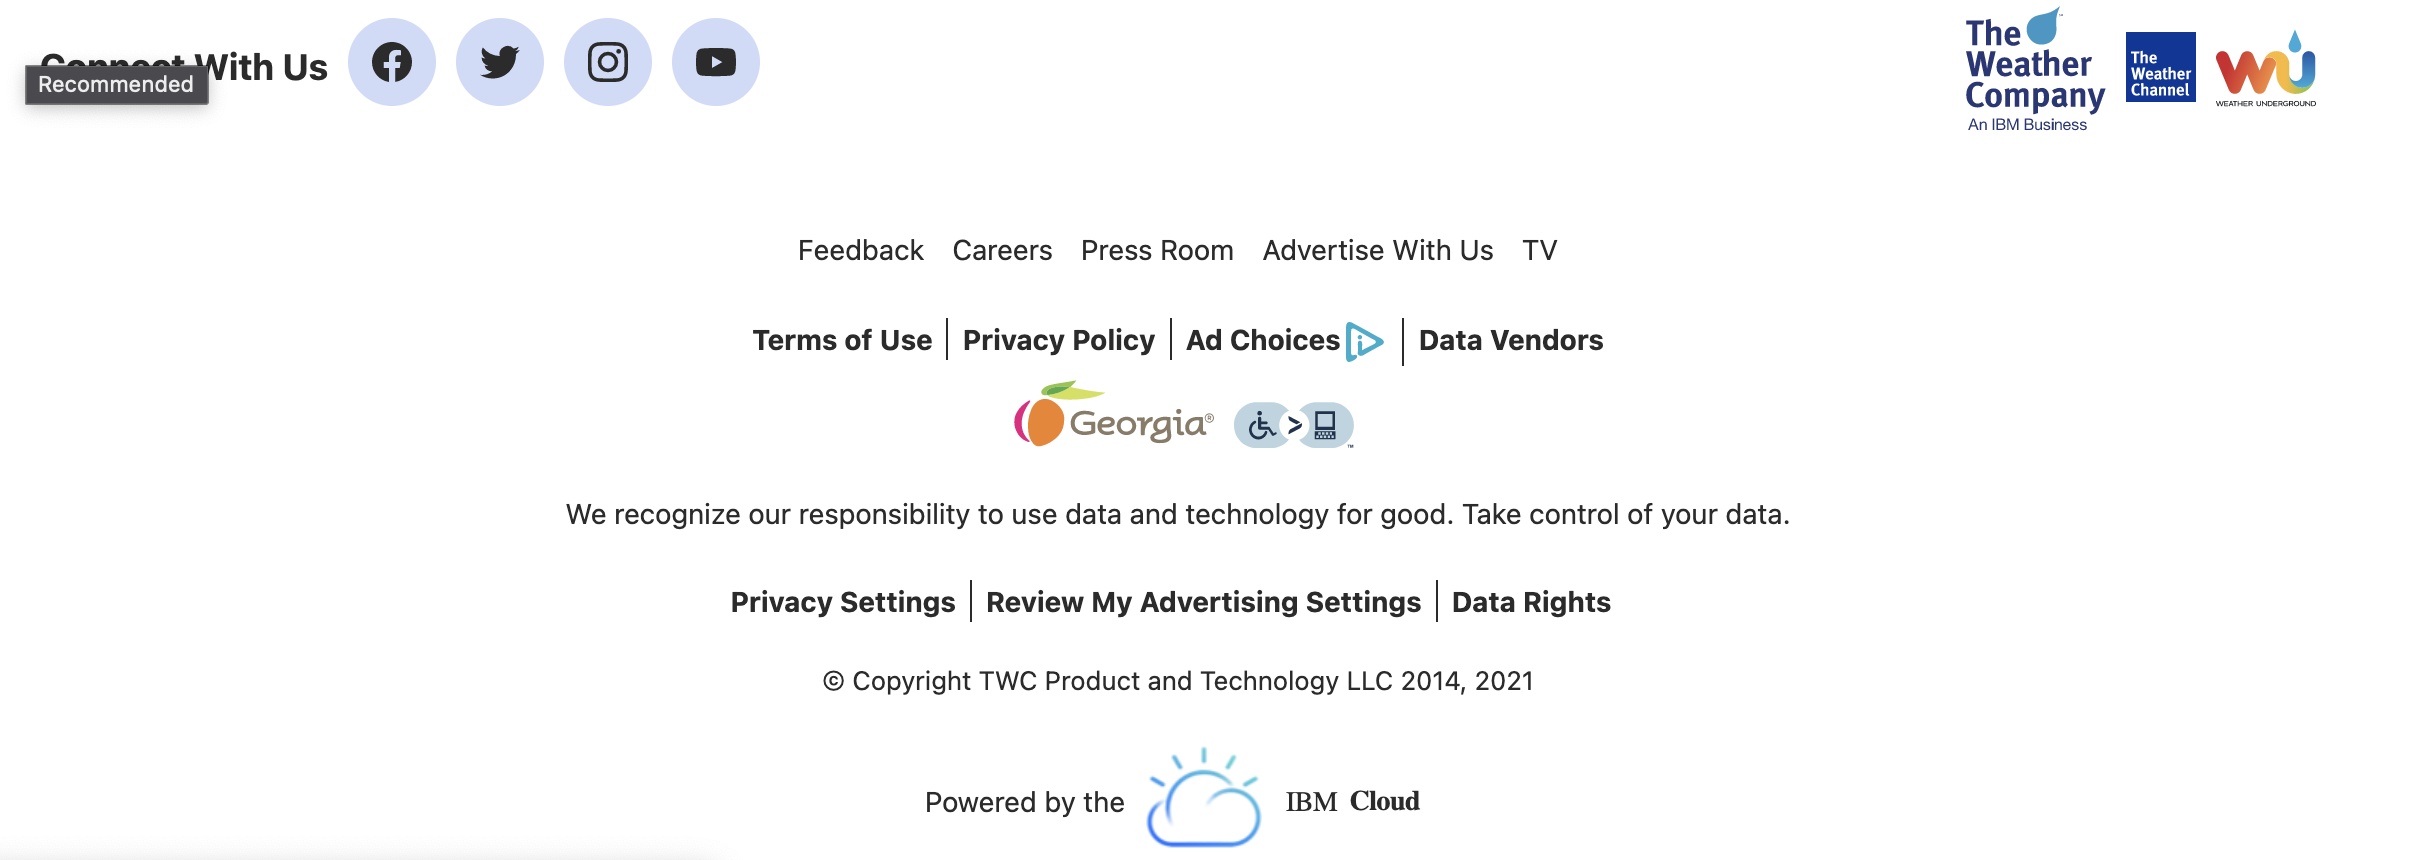 Connect With Us
Recommended
The
Weather
Company
An IBM Business
The
Weather
Channel
WU
WEATHER UNDERGROUND
Feedback Careers Press Room Advertise With Us TV
Terms of Use | Privacy Policy | Ad Choices | Data Vendors
Georgia®
We recognize our responsibility to use data and technology for good. Take control of your data.
Privacy Settings | Review My Advertising Settings | Data Rights
© Copyright TWC Product and Technology LLC 2014, 2021
Powered by the IBM Cloud